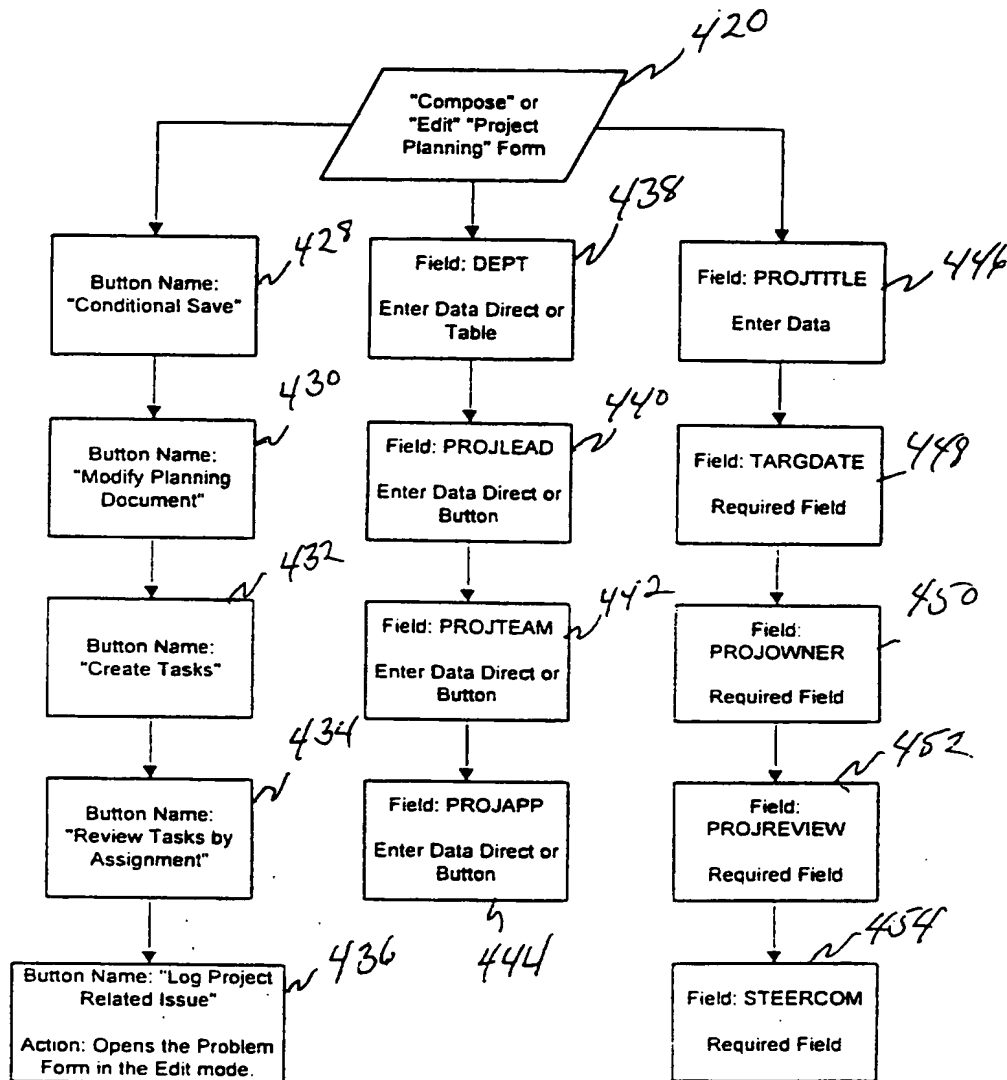 420
"Compose" or
"Edit" "Project
Planning" Form
428
Button Name:
"Conditional Save"
430
Button Name:
"Modify Planning
Document"
432
Button Name:
"Create Tasks"
434
Button Name:
"Review Tasks by
Assignment"
436
Button Name: "Log Project
Related Issue"
Action: Opens the Problem
Form in the Edit mode.
438
Field: DEPT
Enter Data Direct or
Table
440
Field: PROJLEAD
Enter Data Direct or
Button
442
Field: PROJTEAM
Enter Data Direct or
Button
Field: PROJAPP
Enter Data Direct or
Button
444
446
Field: PROJTITLE
Enter Data
448
Field: TARGDATE
Required Field
450
Field:
PROJOWNER
Required Field
452
Field:
PROJREVIEW
Required Field
454
Field: STEERCOM
Required Field